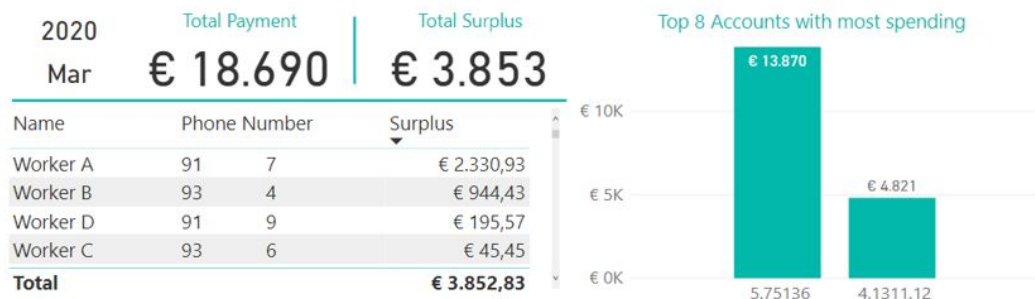 2020
Mar
Total Payment
€ 18.690
Total Surplus
€ 3.853
Name Phone Number Surplus
Worker A 91 7 € 2.330,93
Worker B 93 4 € 944,43
Worker D 91 9 € 195,57
Worker C 93 6 € 45,45
Total € 3.852,83
Top 8 Accounts with most spending
€ 13.870
€ 10K
€ 4.821
€ 5K
€ 0K
5.75136 4.1311.12